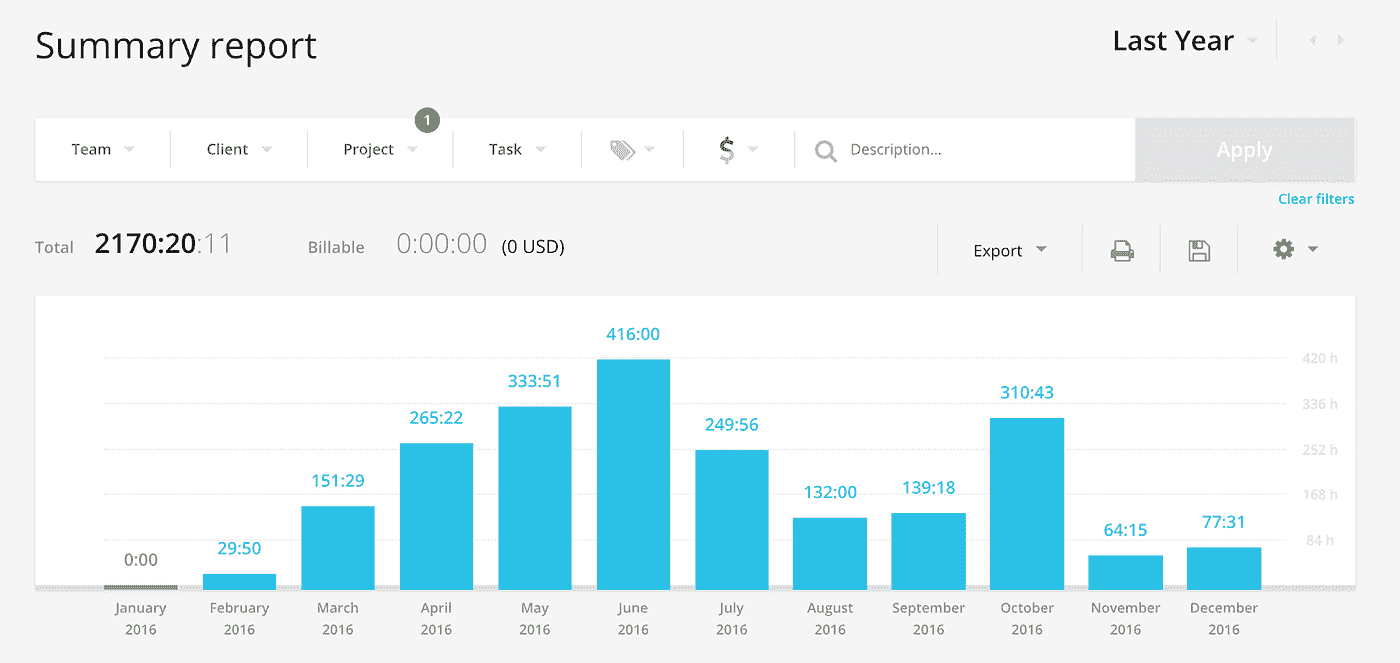 Summary report
Last Year
1
Team Client Project Task $ Description... Apply
Clear filters
Total 2170:20:11 Billable 0:00:00 (0 USD) Export
416:00
420 h
333:51
310:43
336 h
265:22
249:56
252 h
151:29
132:00
139:18
168 h
29:50
64:15
77:31
84 h
0:00
January February March April May June July August September October November December
2016 2016 2016 2016 2016 2016 2016 2016 2016 2016 2016 2016